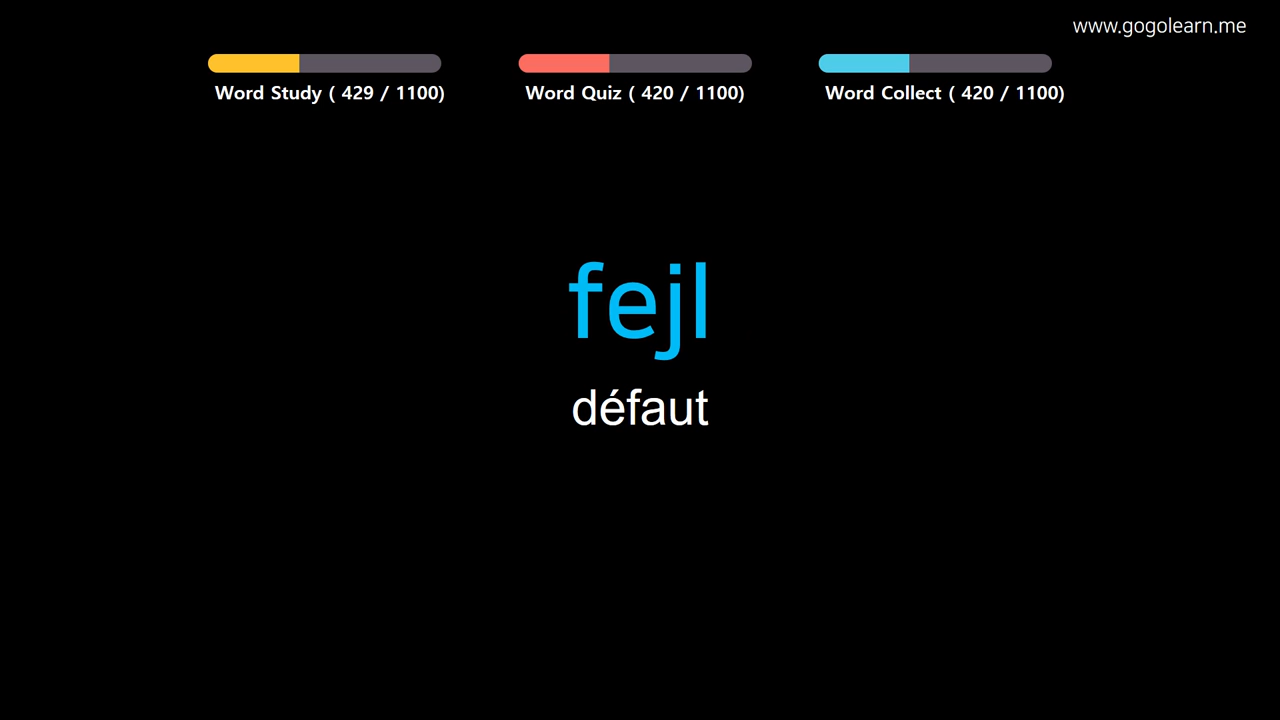 www.gogolearn.me
Word Study ( 429 / 1100)
Word Quiz ( 420 / 1100)
Word Collect ( 420 / 1100)
fejl
défaut